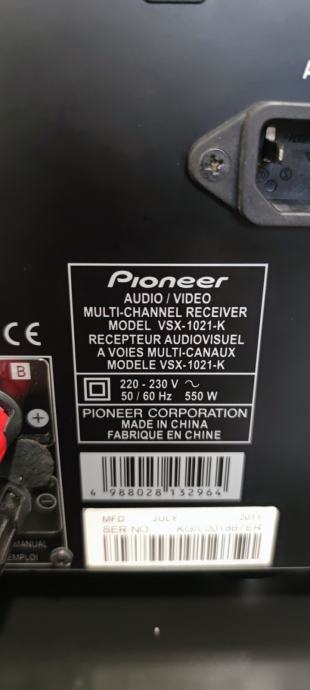 Pioneer
AUDIO / VIDEO
MULTI-CHANNEL RECEIVER
MODEL VSX-1021-K
RECEPTEUR AUDIOVISUEL
A VOIES MULTI-CANAUX
MODELE VSX-1021-K
CE
B
220 - 230 V ~
50 / 60 Hz 550 W
PIONEER CORPORATION
MADE IN CHINA
FABRIQUE EN CHINE
4 988028 132964
MFD JULY 2011
SER NO.
MANUAL
EMPLOI